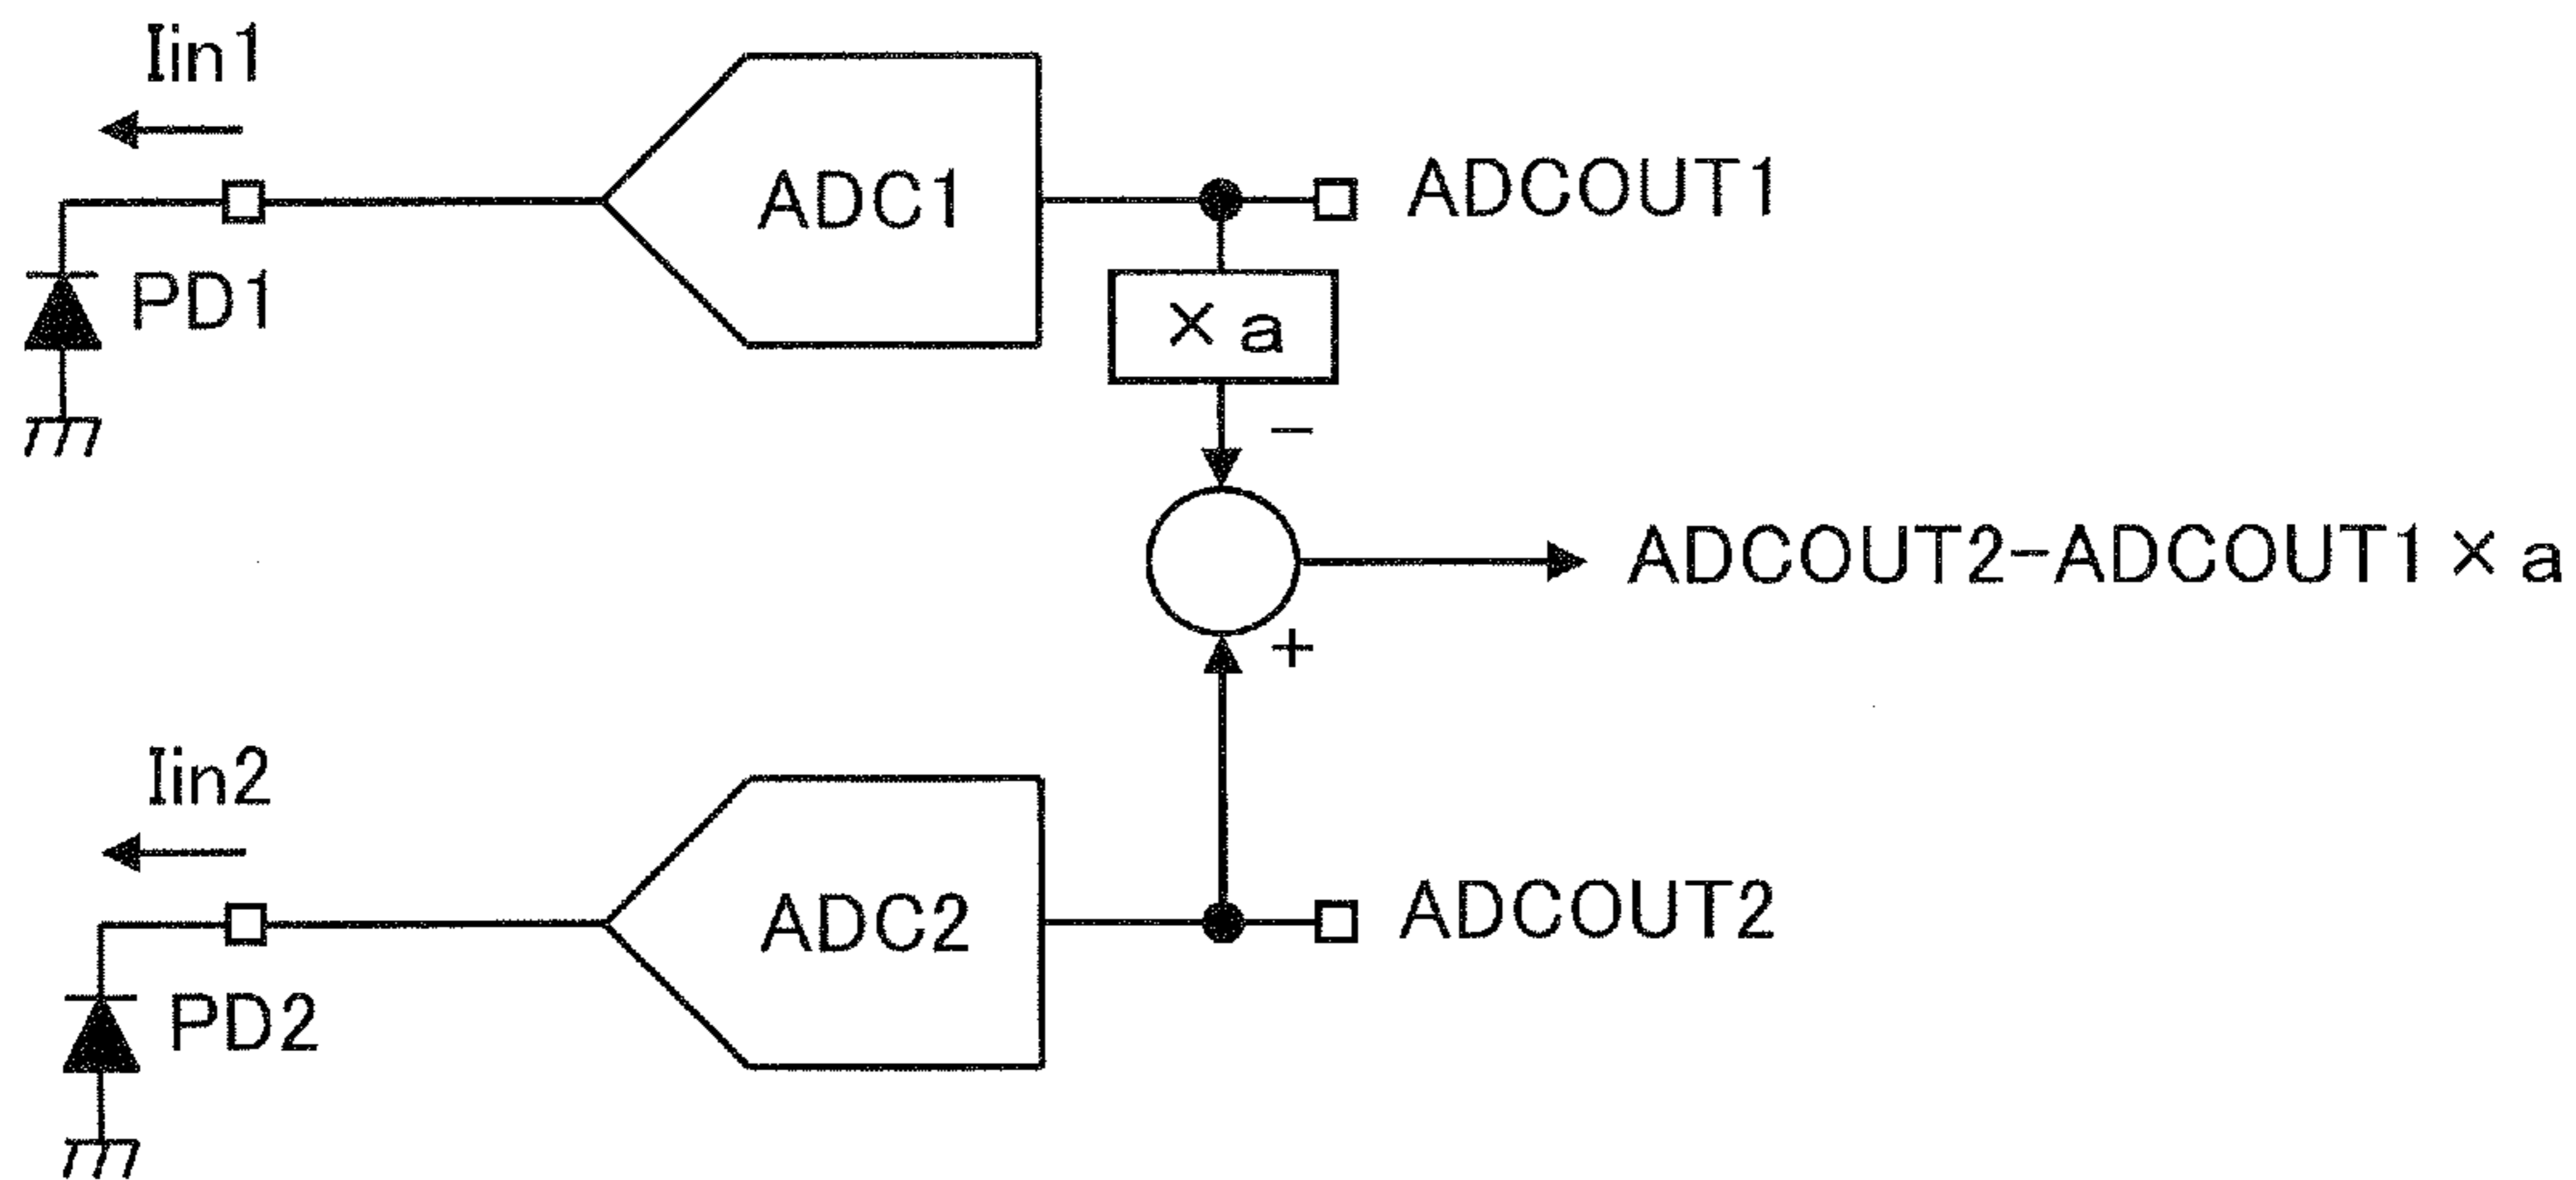 Iin1
ADC1
ADCOUT1
PD1
× a
−
ADCOUT2−ADCOUT1 × a
+
Iin2
ADC2
ADCOUT2
PD2